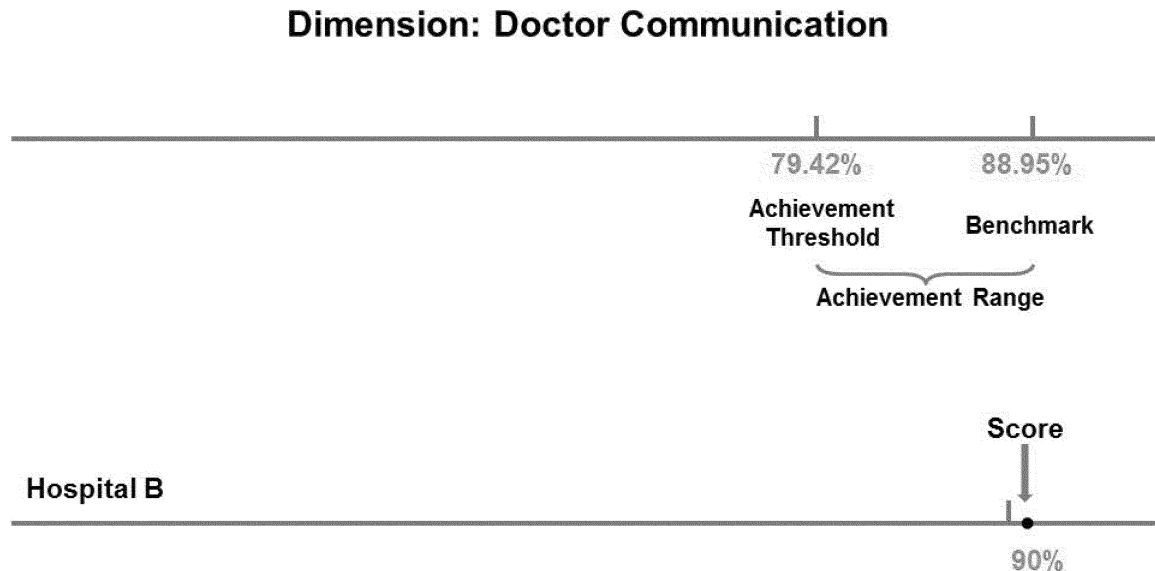 Dimension: Doctor Communication
79.42%
88.95%
Achievement
Threshold
Benchmark
Achievement Range
Score
Hospital B
90%